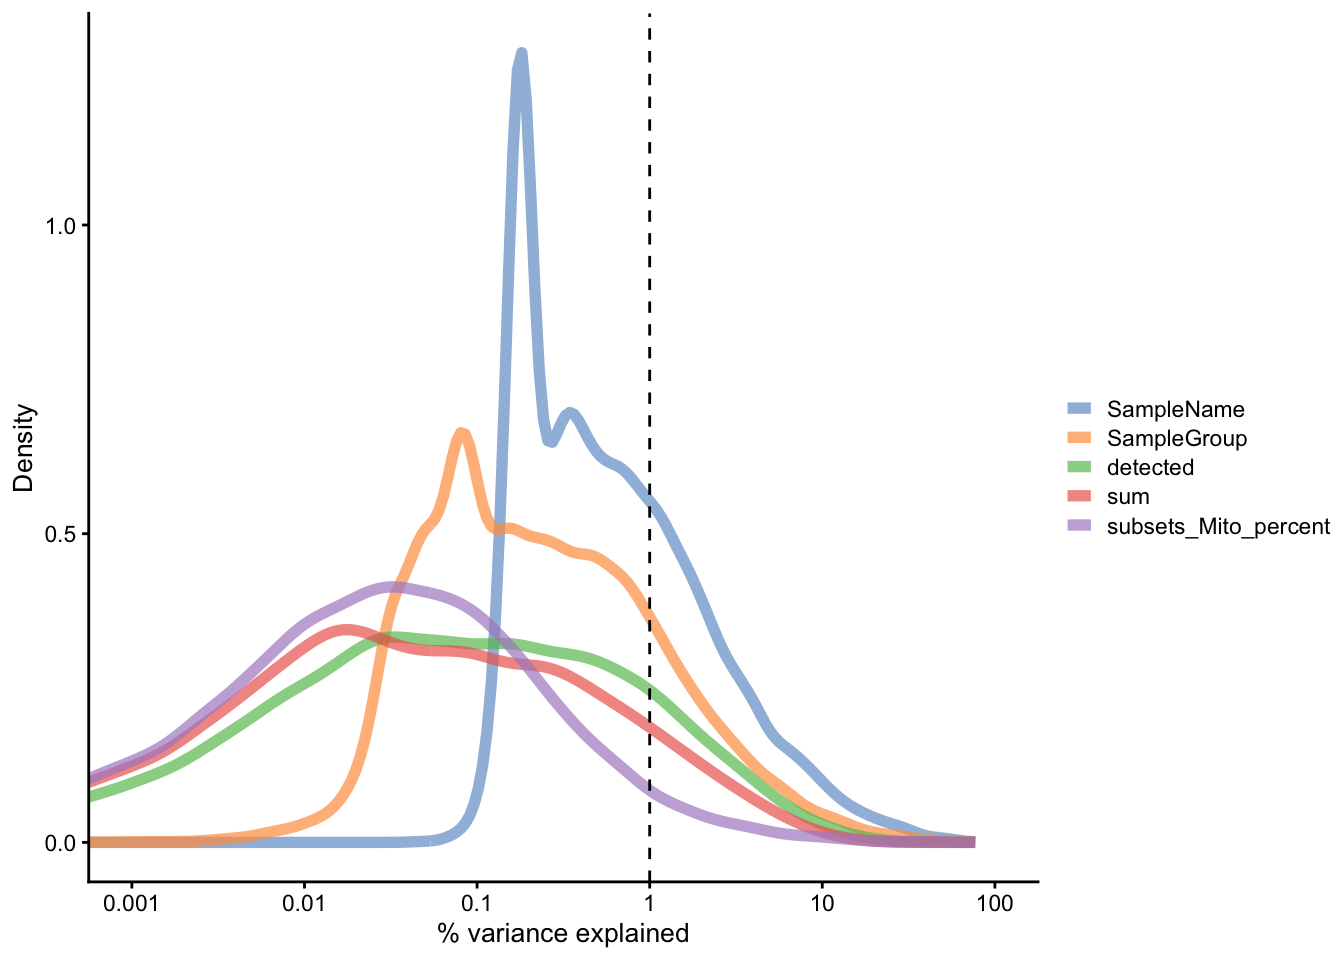 1.0
0.5
0.0
Density
0.001
0.01
0.1
1
10
100
% variance explained
SampleName
SampleGroup
detected
sum
subsets_Mito_percent